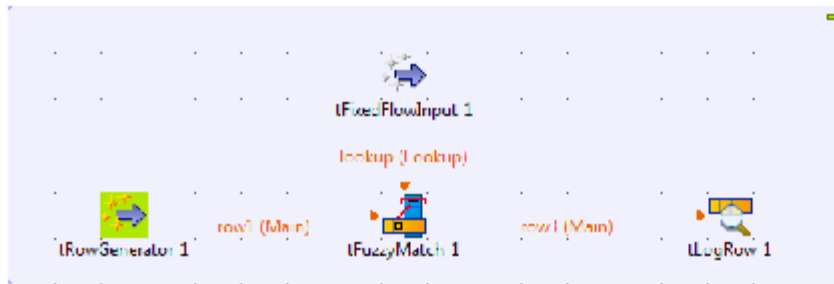 tFixedFlowInput 1
lookup (Lookup)
row1 (Main)
row1 (Main)
tRowGenerator 1
tFuzzyMatch 1
tLogRow 1